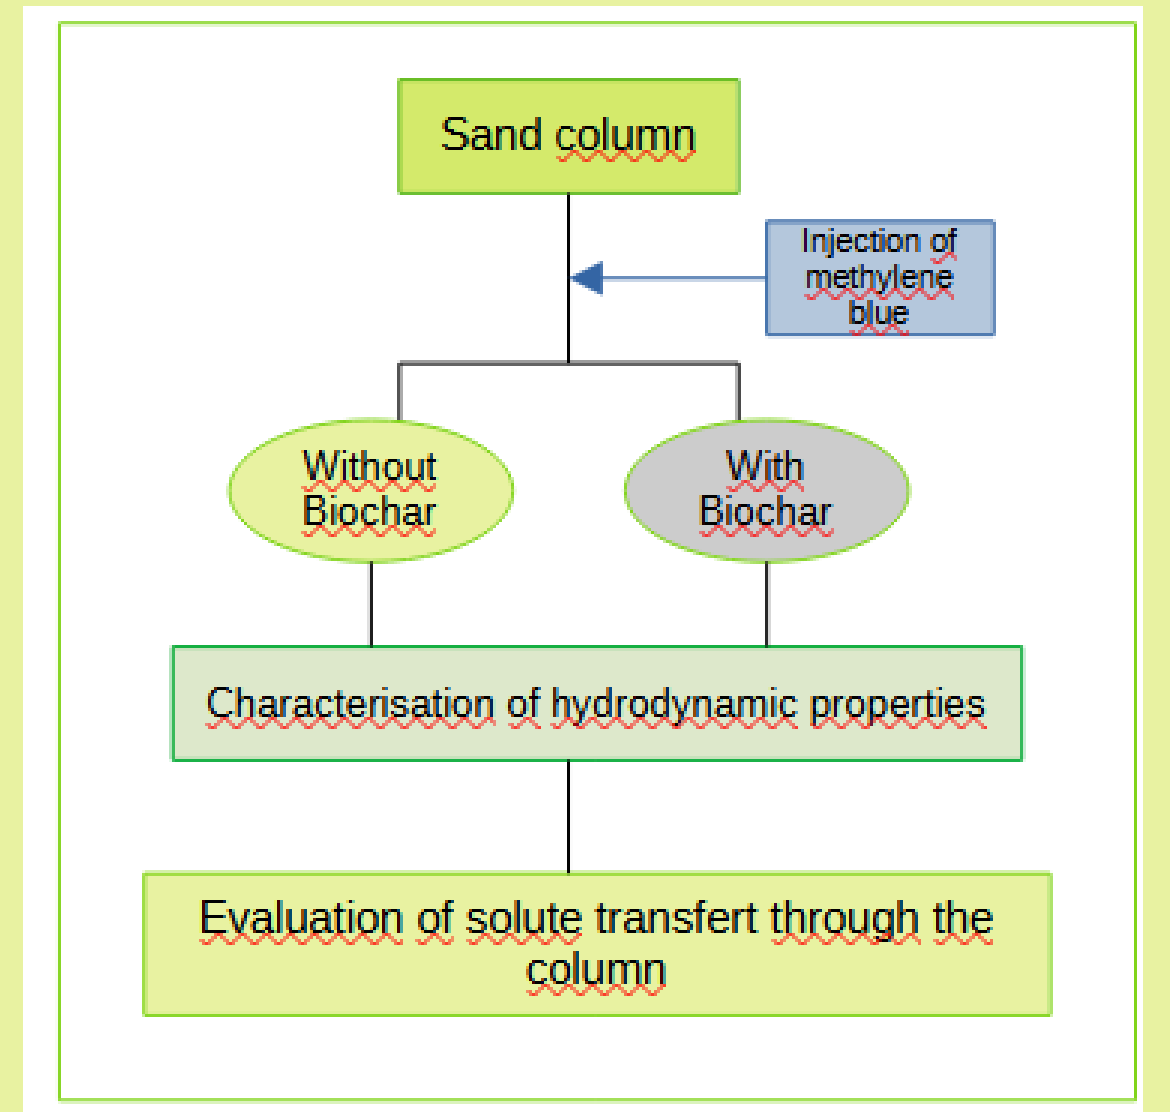 Sand column
Injection of
methylene
blue
Without
Biochar
With
Biochar
Characterisation of hydrodynamic properties
Evaluation of solute transfert through the
column